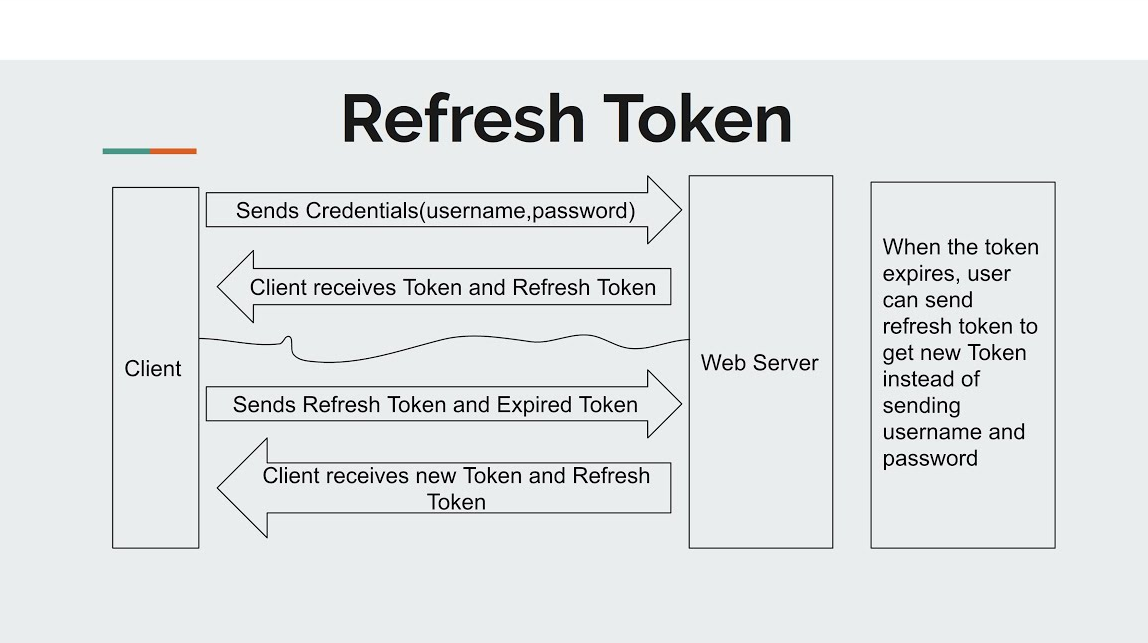 Refresh Token
Client
Sends Credentials(username,password)
Client receives Token and Refresh Token
Sends Refresh Token and Expired Token
Client receives new Token and Refresh
Token
Web Server
When the token
expires, user
can send
refresh token to
get new Token
instead of
sending
username and
password